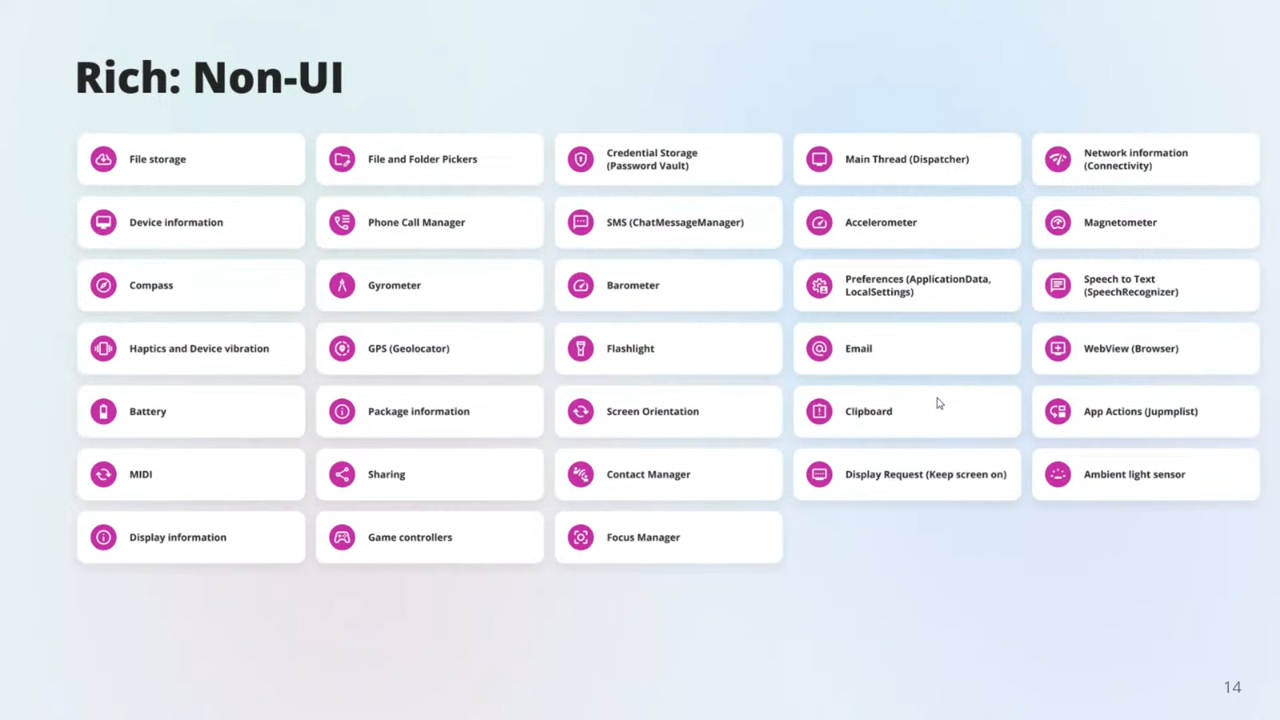 Rich: Non-UI
File storage
File and Folder Pickers
Credential Storage
(Password Vault)
Main Thread (Dispatcher)
Network information
(Connectivity)
Device information
Phone Call Manager
SMS (ChatMessageManager)
Accelerometer
Magnetometer
Compass
Gyrometer
Barometer
Preferences (ApplicationData,
LocalSettings)
Speech to Text
(SpeechRecognizer)
Haptics and Device vibration
GPS (Geolocator)
Flashlight
Email
WebView (Browser)
Battery
Package information
Screen Orientation
Clipboard
App Actions (Jupmplist)
MIDI
Sharing
Contact Manager
Display Request (Keep screen on)
Ambient light sensor
Display information
Game controllers
Focus Manager
14